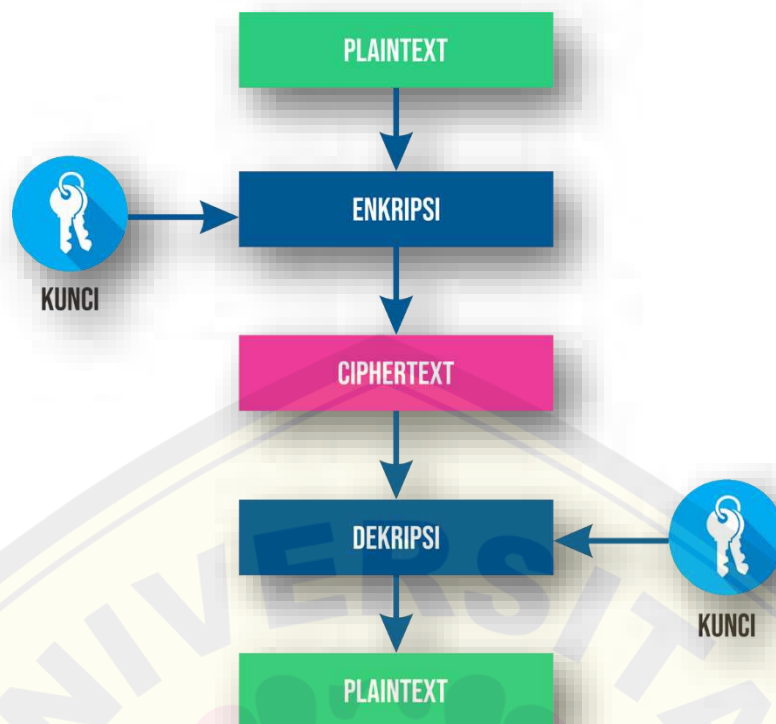 PLAINTEXT
ENKRIPSI
KUNCI
CIPHERTEXT
DEKRIPSI
KUNCI
PLAINTEXT